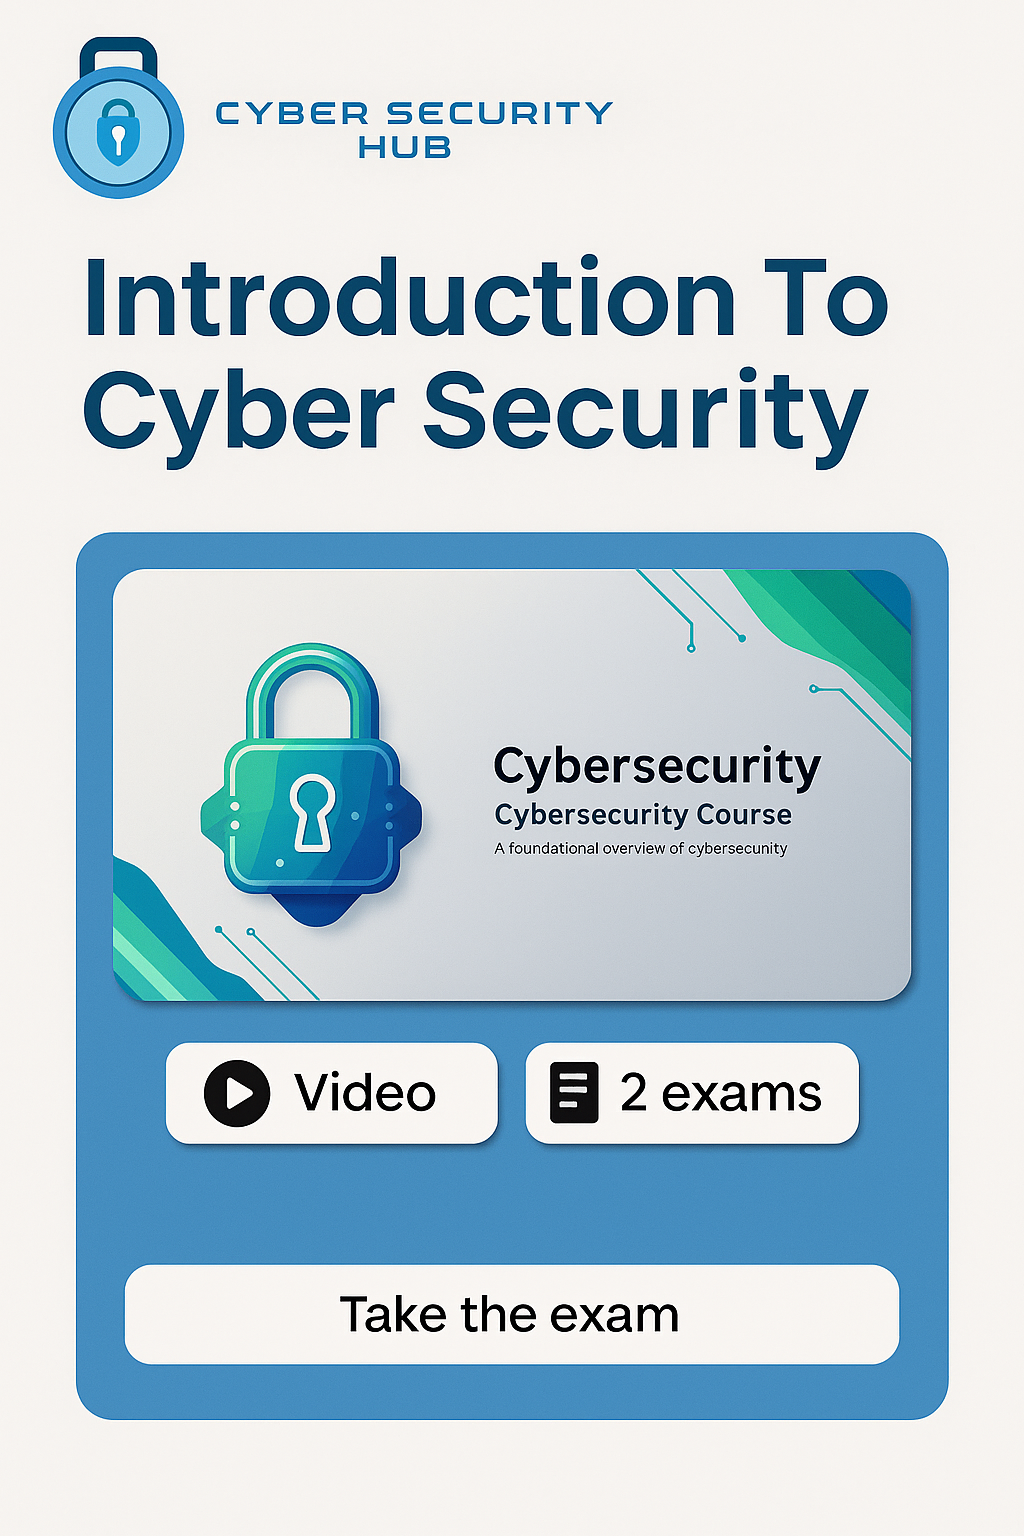 CYBER SECURITY
HUB
Introduction To
Cyber Security
Cybersecurity
Cybersecurity Course
A foundational overview of cybersecunity
Video
2 exams
Take the exam